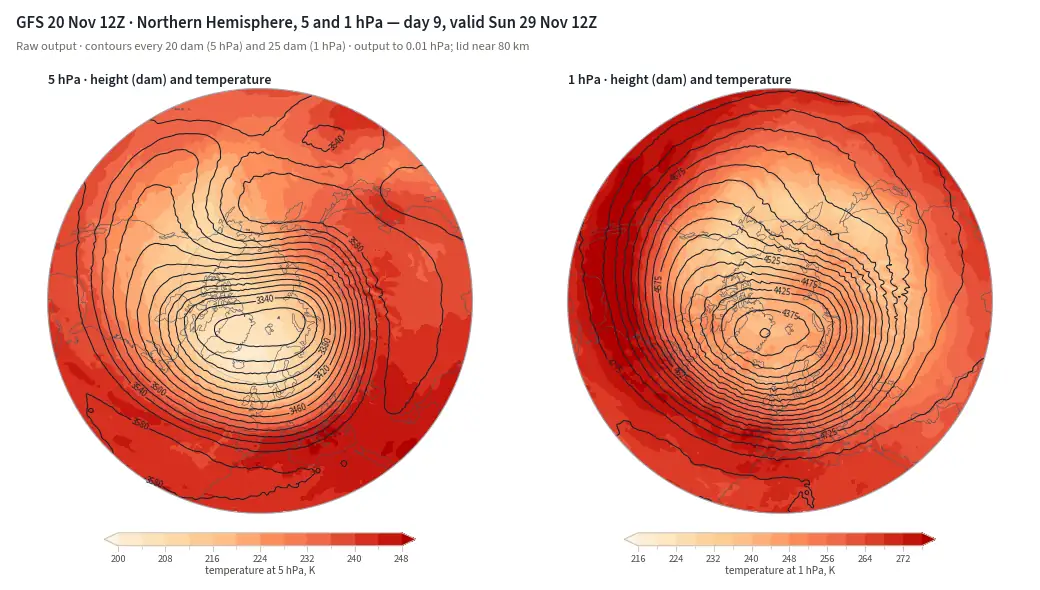 GFS 20 Nov 12Z · Northern Hemisphere, 5 and 1 hPa — day 9, valid Sun 29 Nov 12Z
Raw output · contours every 20 dam (5 hPa) and 25 dam (1 hPa) · output to 0.01 hPa; lid near 80 km
5 hPa · height (dam) and temperature
1 hPa · height (dam) and temperature
3540
3580
3340
3380
3420
3460
3540
3500
3580
3580
4675
4575
4525
4475
4425
4375
4725
200 208 216 224 232 240 248
temperature at 5 hPa, K
216 224 232 240 248 256 264 272
temperature at 1 hPa, K